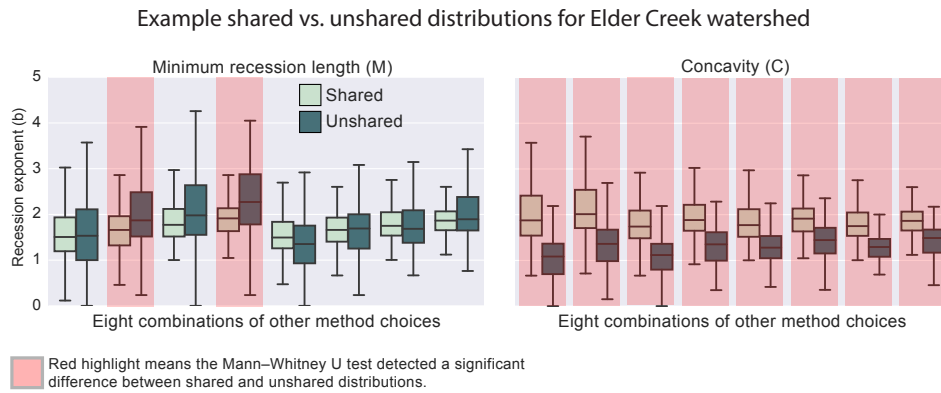 Example shared vs. unshared distributions for Elder Creek watershed
Minimum recession length (M)
Concavity (C)
Shared
Unshared
Recession exponent (b)
5
4
3
2
1
0
Eight combinations of other method choices
Eight combinations of other method choices
Red highlight means the Mann–Whitney U test detected a significant
difference between shared and unshared distributions.